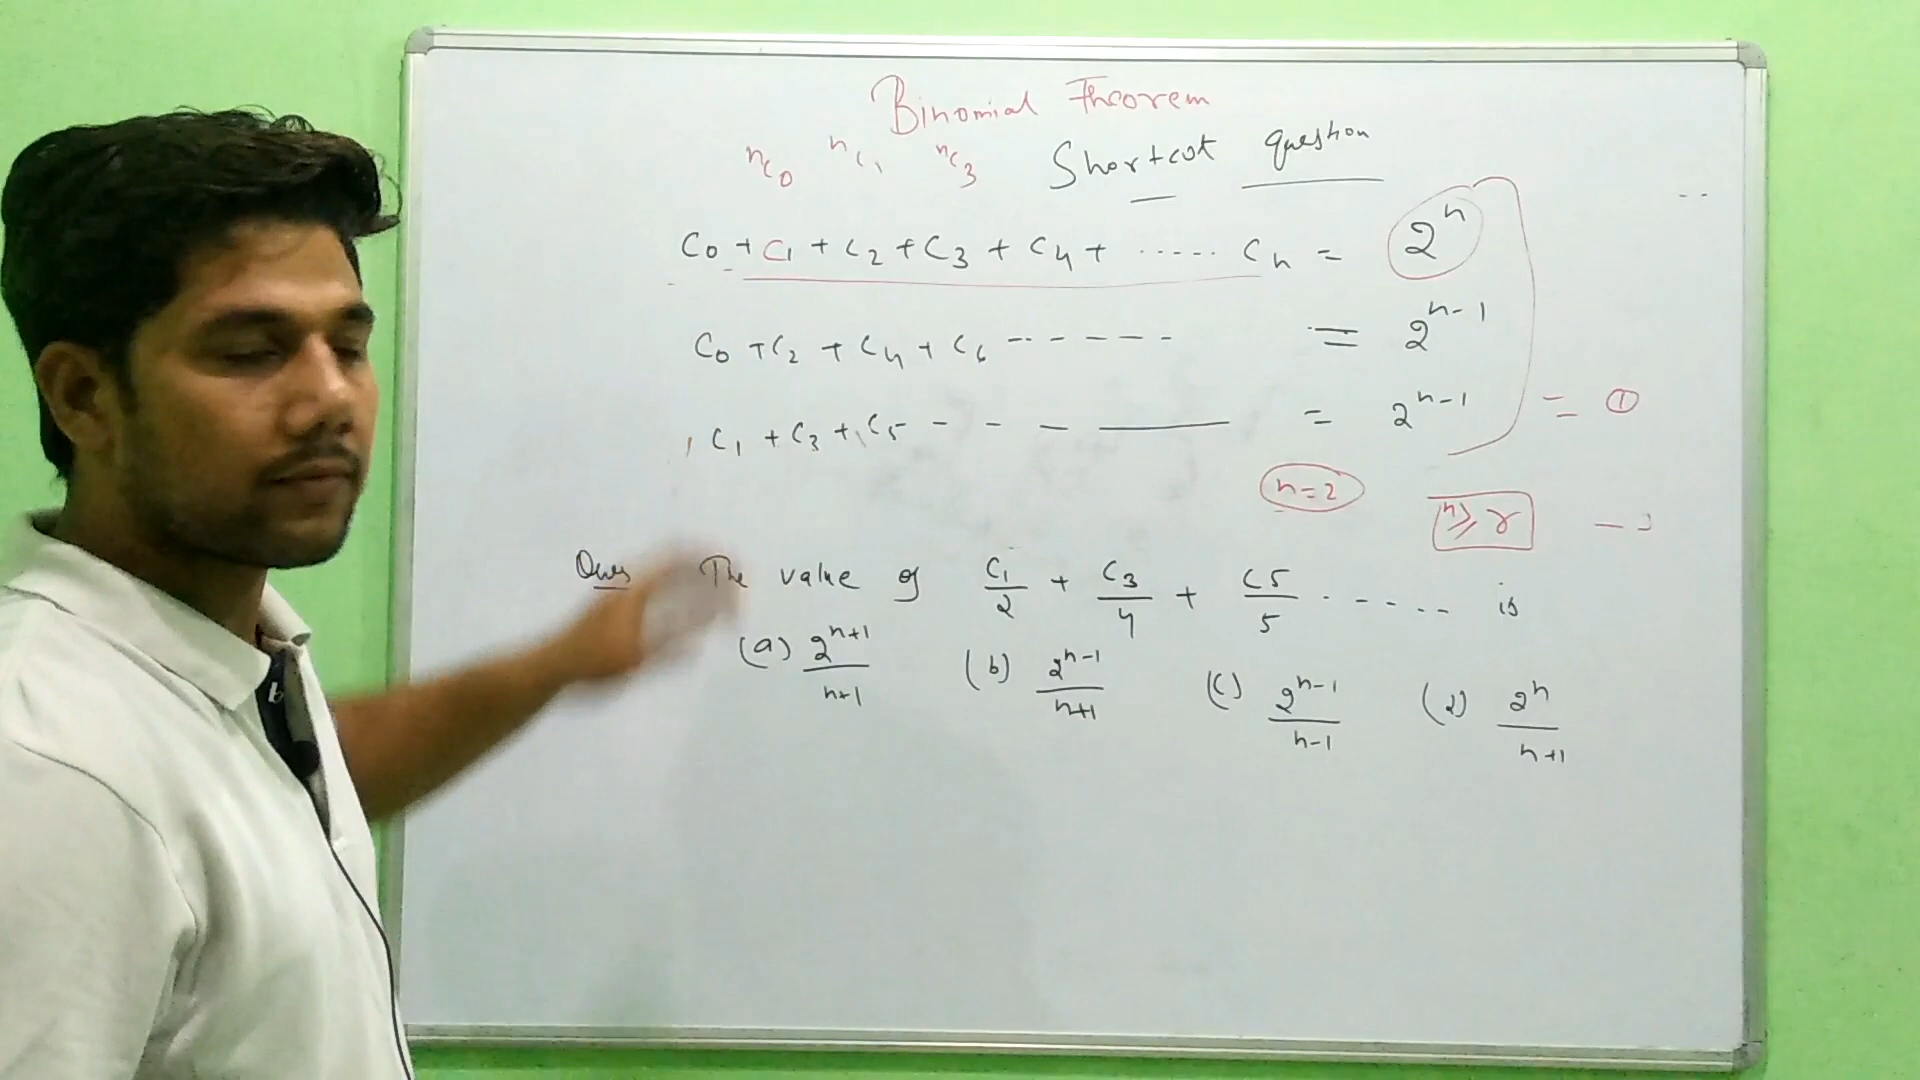 Binomial Theorem
nC0 nC1 nC3 Shortcut question
C0 + C1 + C2 + C3 + C4 + ..... Cn = 2^n
C0 + C2 + C4 + C6 ------ = 2^(n-1)
C1 + C3 + C5 - - - — = 2^(n-1) = ①
n=2 n ≥ r
Ques The value of C1/2 + C3/4 + C5/5 ...... is
(a) 2^(n+1)/(n+1) (b) 2^(n-1)/(n+1) (c) 2^(n-1)/(n-1) (d) 2^n/(n+1)